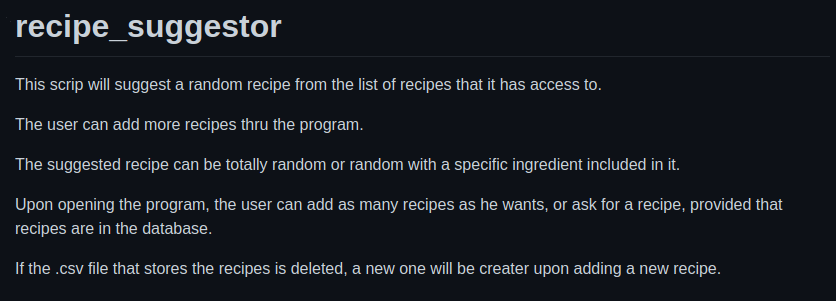 recipe_suggestor
This scrip will suggest a random recipe from the list of recipes that it has access to.
The user can add more recipes thru the program.
The suggested recipe can be totally random or random with a specific ingredient included in it.
Upon opening the program, the user can add as many recipes as he wants, or ask for a recipe, provided that
recipes are in the database.
If the .csv file that stores the recipes is deleted, a new one will be creater upon adding a new recipe.